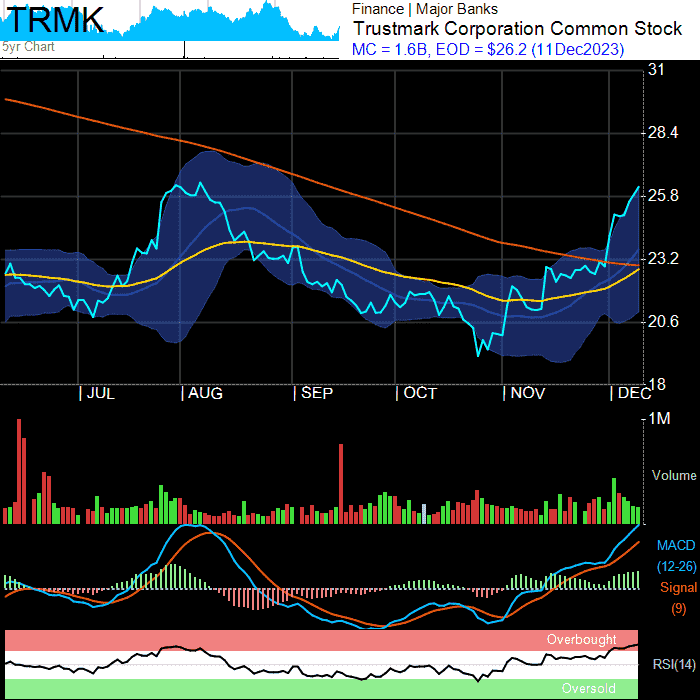 TRMK
5yr Chart
Finance | Major Banks
Trustmark Corporation Common Stock
MC = 1.6B, EOD = $26.2 (11Dec2023)
31
28.4
25.8
23.2
20.6
18
| JUL | AUG | SEP | OCT | NOV | DEC
1M
Volume
MACD
(12-26)
Signal
(9)
Overbought
RSI(14)
Oversold